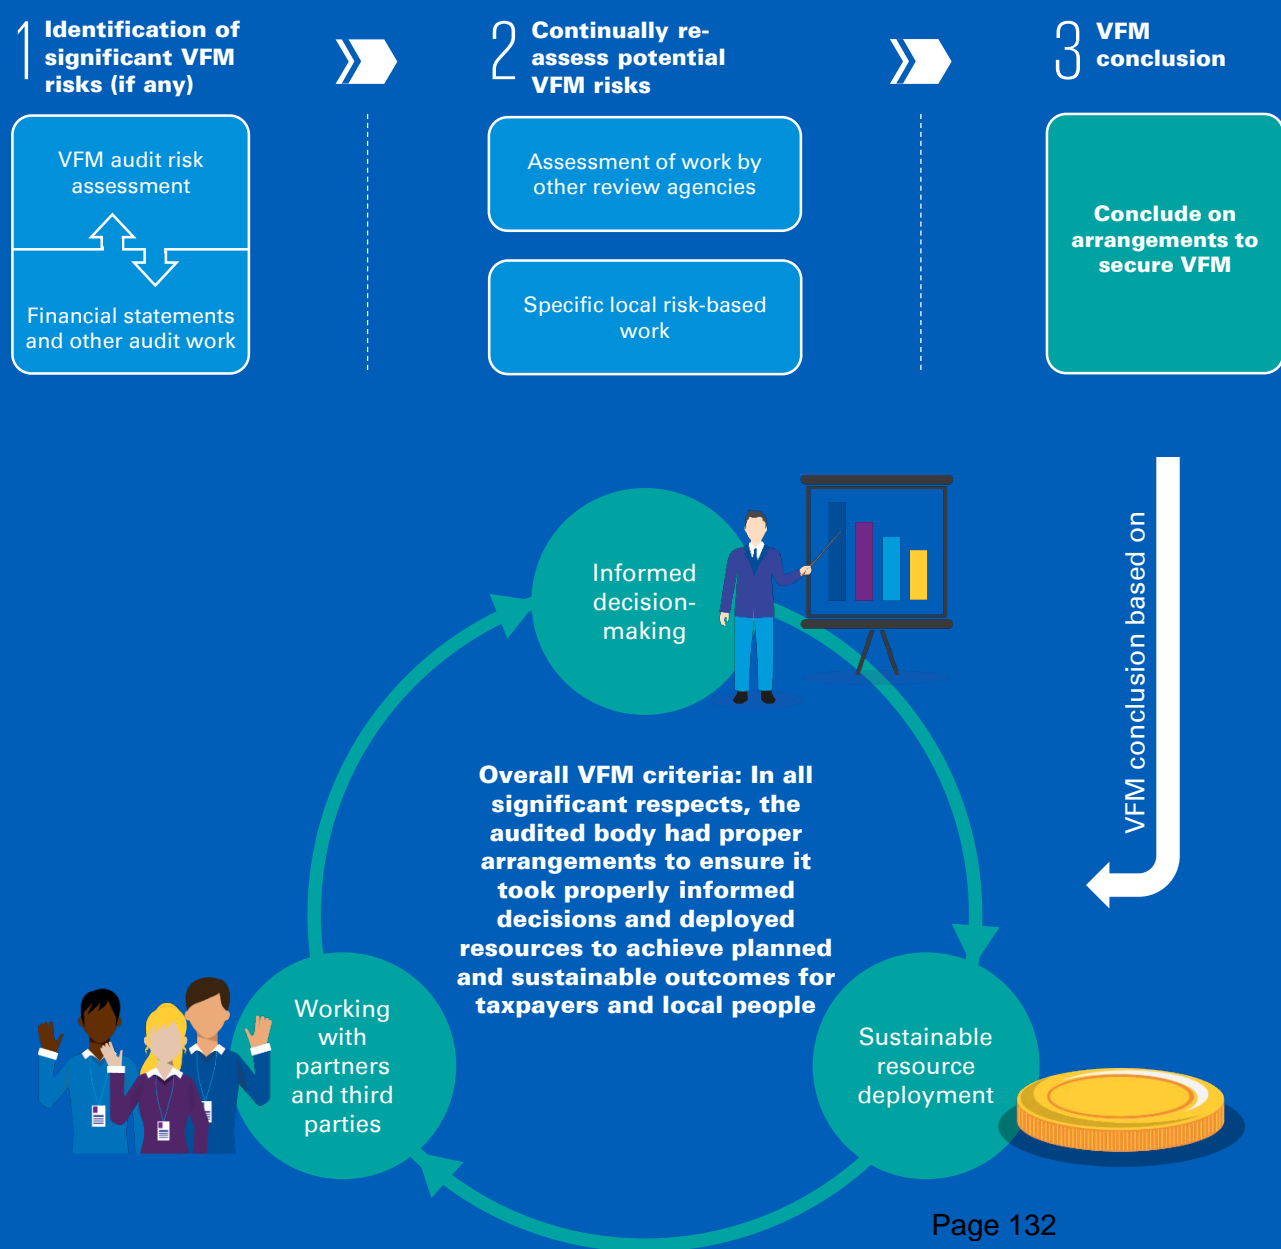 1 Identification of
significant VFM
risks (if any)
2 Continually re-
assess potential
VFM risks
3 VFM
conclusion
VFM audit risk
assessment
Financial statements
and other audit work
Assessment of work by
other review agencies
Specific local risk-based
work
Conclude on
arrangements to
secure VFM
VFM conclusion based on
Informed
decision-
making
Overall VFM criteria: In all
significant respects, the
audited body had proper
arrangements to ensure it
took properly informed
decisions and deployed
resources to achieve planned
and sustainable outcomes for
taxpayers and local people
Working
with
partners
and third
parties
Sustainable
resource
deployment
Page 132